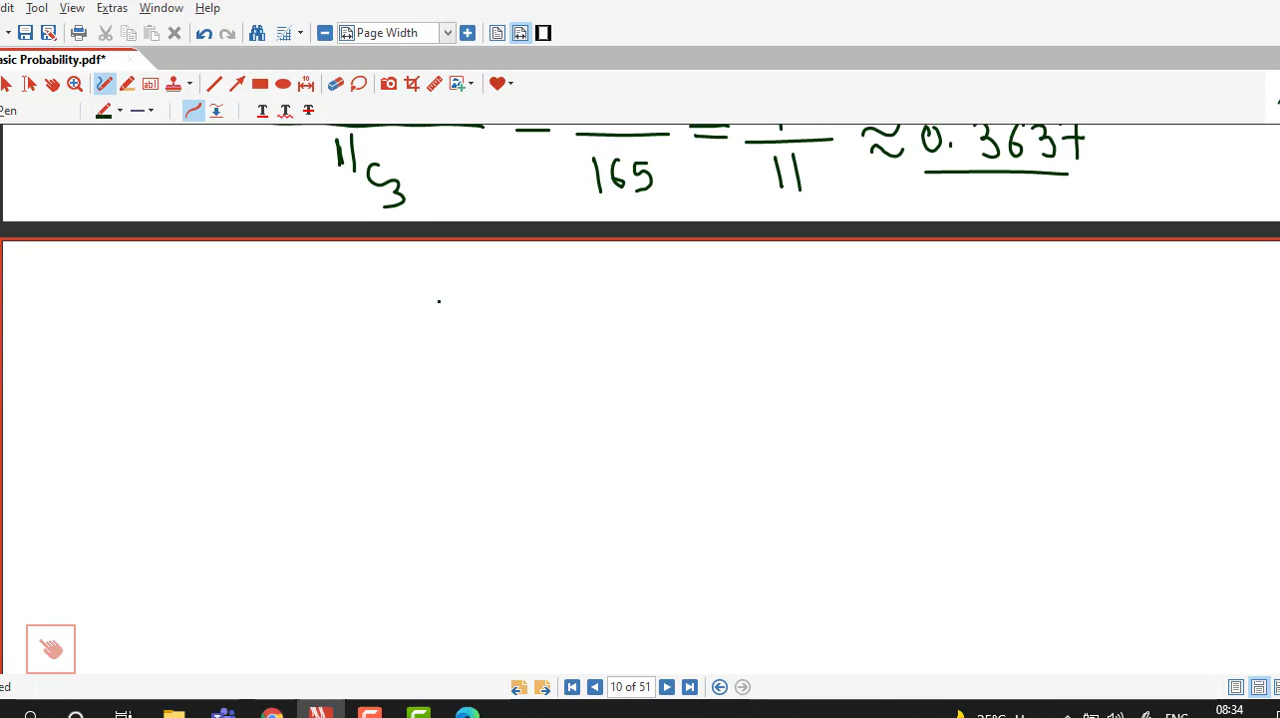 dit Tool View Extras Window Help
Page Width
asic Probability.pdf*
Pen
11C3 = 165 = 11 ≈ 0.3637
10 of 51
ed
08:34
ENG